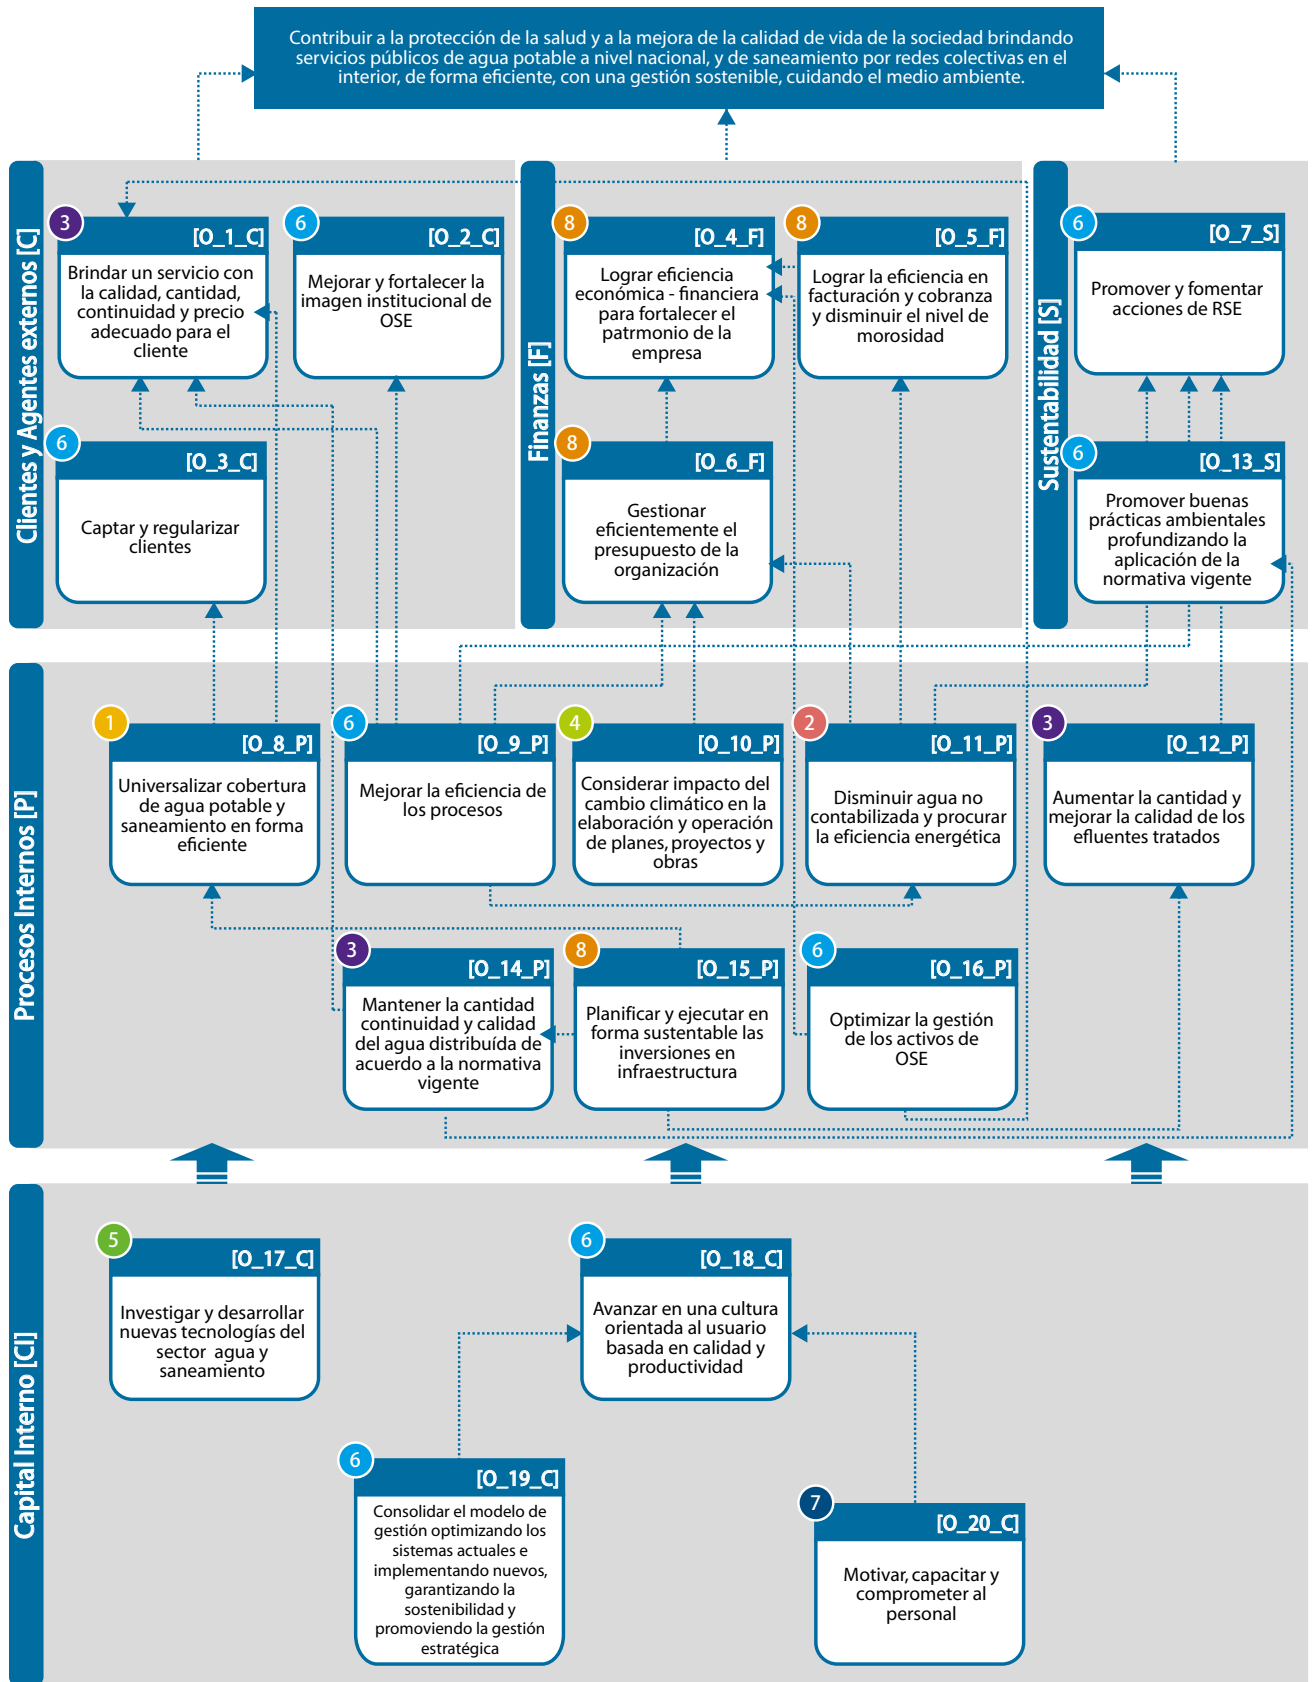 Contribuir a la protección de la salud y a la mejora de la calidad de vida de la sociedad brindando
servicios públicos de agua potable a nivel nacional, y de saneamiento por redes colectivas en el
interior, de forma eficiente, con una gestión sostenible, cuidando el medio ambiente.
Clientes y Agentes externos [C]
3
[O_1_C]
Brindar un servicio con
la calidad, cantidad,
continuidad y precio
adecuado para el
cliente
6
[O_2_C]
Mejorar y fortalecer la
imagen institucional de
OSE
6
[O_3_C]
Captar y regularizar
clientes
Finanzas [F]
8
[O_4_F]
Lograr eficiencia
económica - financiera
para fortalecer el
patrmonio de la
empresa
8
[O_5_F]
Lograr la eficiencia en
facturación y cobranza
y disminuir el nivel de
morosidad
8
[O_6_F]
Gestionar
eficientemente el
presupuesto de la
organización
Sustentabilidad [S]
6
[O_7_S]
Promover y fomentar
acciones de RSE
6
[O_13_S]
Promover buenas
prácticas ambientales
profundizando la
aplicación de la
normativa vigente
Procesos Internos [P]
1
[O_8_P]
Universalizar cobertura
de agua potable y
saneamiento en forma
eficiente
6
[O_9_P]
Mejorar la eficiencia de
los procesos
4
[O_10_P]
Considerar impacto del
cambio climático en la
elaboración y operación
de planes, proyectos y
obras
2
[O_11_P]
Disminuir agua no
contabilizada y procurar
la eficiencia energética
3
[O_12_P]
Aumentar la cantidad y
mejorar la calidad de los
efluentes tratados
3
[O_14_P]
Mantener la cantidad
continuidad y calidad
del agua distribuída de
acuerdo a la normativa
vigente
8
[O_15_P]
Planificar y ejecutar en
forma sustentable las
inversiones en
infraestructura
6
[O_16_P]
Optimizar la gestión
de los activos de
OSE
Capital Interno [CI]
5
[O_17_C]
Investigar y desarrollar
nuevas tecnologías del
sector agua y
saneamiento
6
[O_18_C]
Avanzar en una cultura
orientada al usuario
basada en calidad y
productividad
6
[O_19_C]
Consolidar el modelo de
gestión optimizando los
sistemas actuales e
implementando nuevos,
garantizando la
sostenibilidad y
promoviendo la gestión
estratégica
7
[O_20_C]
Motivar, capacitar y
comprometer al
personal